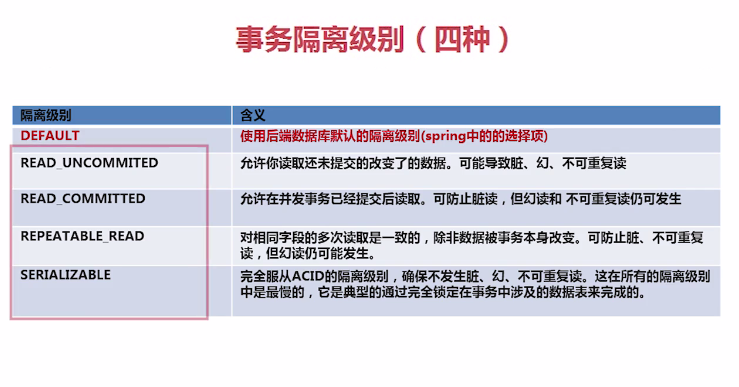 事务隔离级别（四种）
隔离级别 含义
DEFAULT 使用后端数据库默认的隔离级别(spring中的的选择项)
READ_UNCOMMITED 允许你读取还未提交的改变了的数据。可能导致脏、幻、不可重复读
READ_COMMITTED 允许在并发事务已经提交后读取。可防止脏读，但幻读和 不可重复读仍可发生
REPEATABLE_READ 对相同字段的多次读取是一致的，除非数据被事务本身改变。可防止脏、不可重复
读，但幻读仍可能发生。
SERIALIZABLE 完全服从ACID的隔离级别，确保不发生脏、幻、不可重复读。这在所有的隔离级别
中是最慢的，它是典型的通过完全锁定在事务中涉及的数据表来完成的。